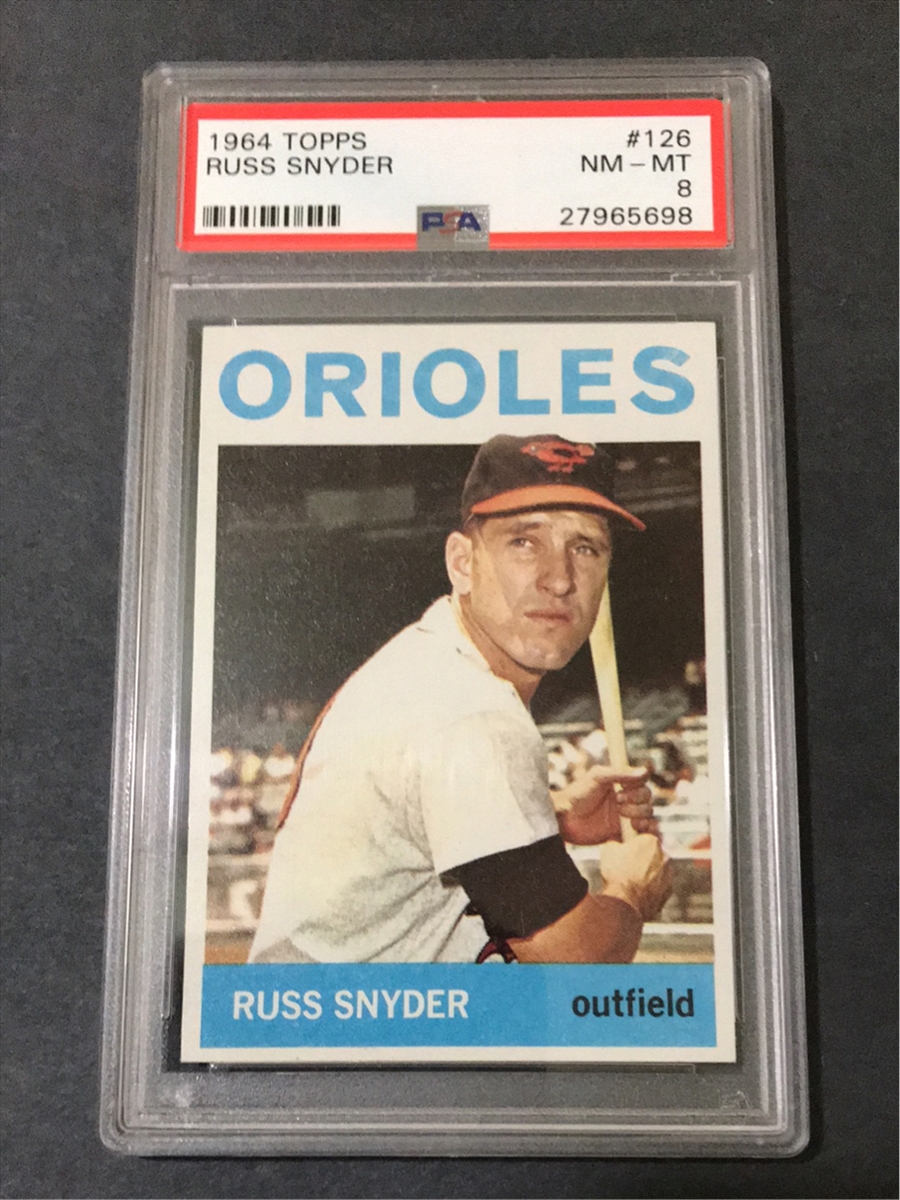 1964 TOPPS #126
RUSS SNYDER NM - MT
8
PSA 27965698
ORIOLES
RUSS SNYDER outfield